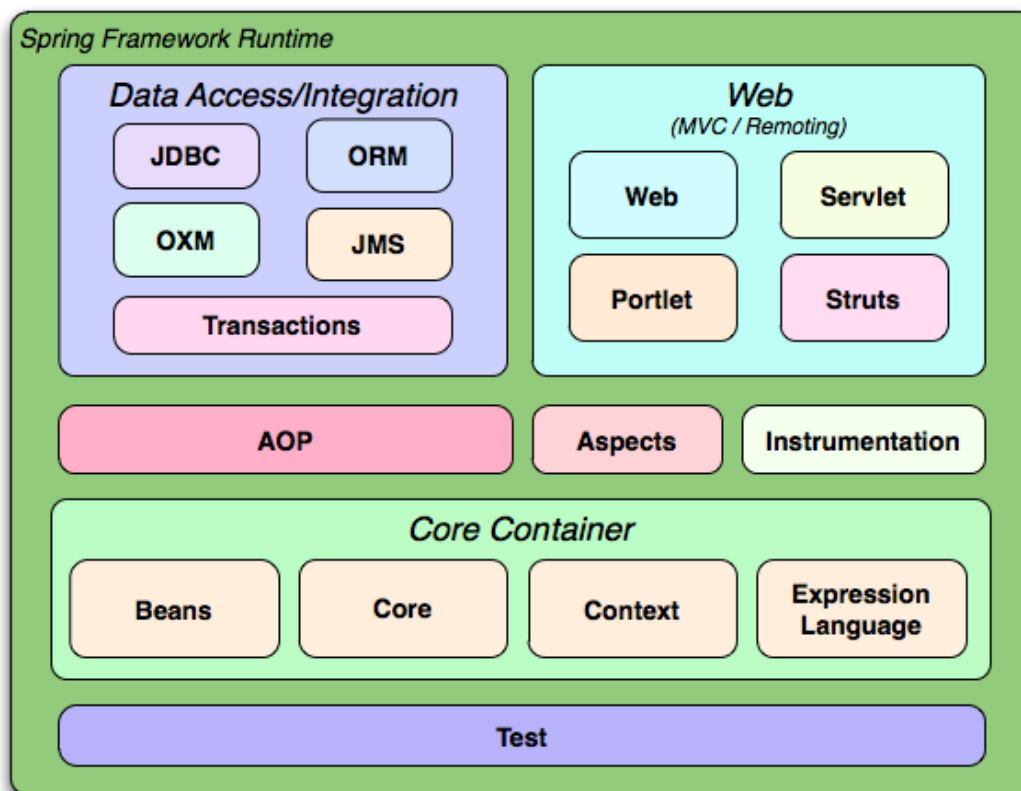 Spring Framework Runtime
Data Access/Integration
JDBC
ORM
OXM
JMS
Transactions
Web
(MVC / Remoting)
Web
Servlet
Portlet
Struts
AOP
Aspects
Instrumentation
Core Container
Beans
Core
Context
Expression
Language
Test